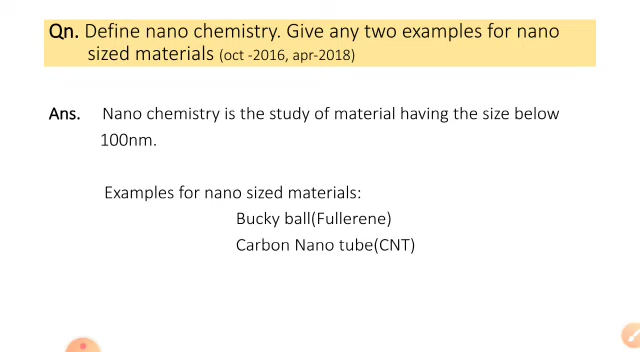 Qn. Define nano chemistry. Give any two examples for nano
sized materials (oct -2016, apr-2018)
Ans. Nano chemistry is the study of material having the size below
100nm.
Examples for nano sized materials:
Bucky ball(Fullerene)
Carbon Nano tube(CNT)